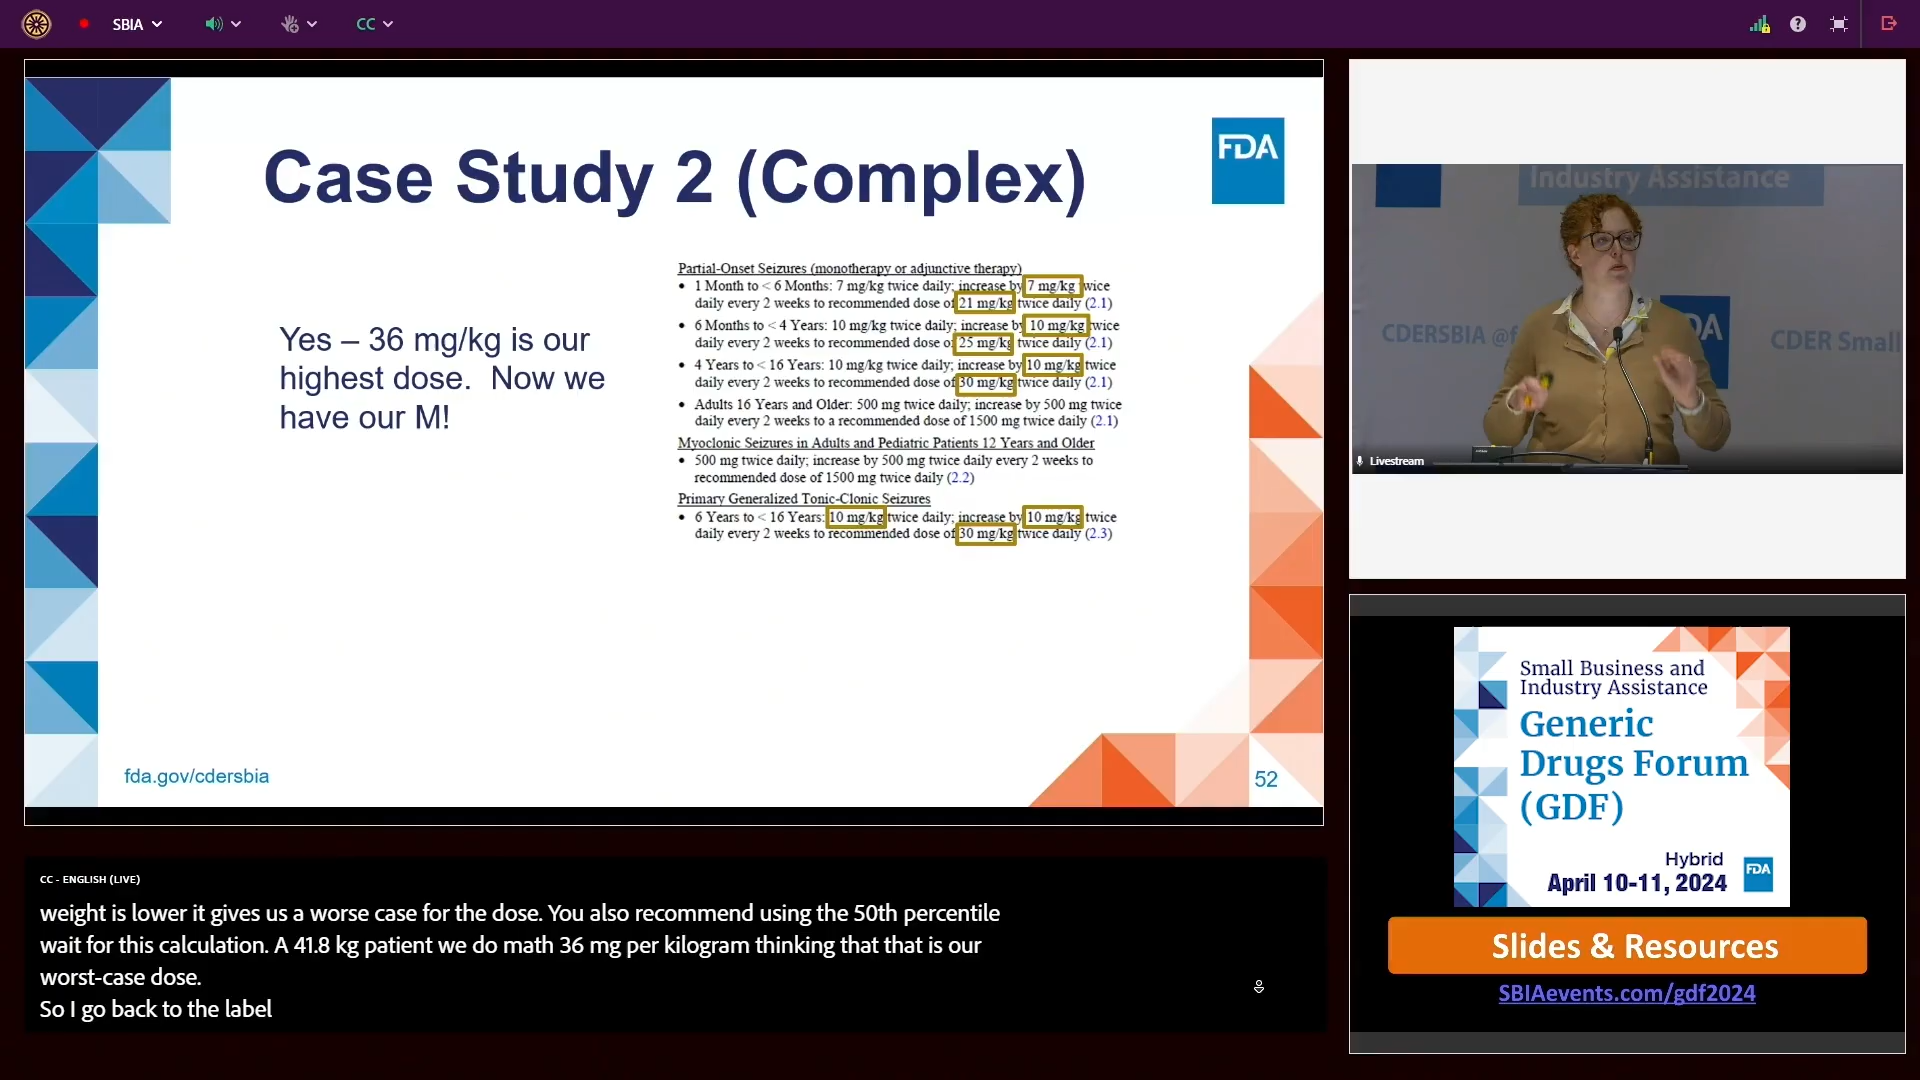 SBIA
CC
Case Study 2 (Complex)
FDA
Yes – 36 mg/kg is our
highest dose. Now we
have our M!
Partial-Onset Seizures (monotherapy or adjunctive therapy)
• 1 Month to < 6 Months: 7 mg/kg twice daily; increase by 7 mg/kg twice
daily every 2 weeks to recommended dose of 21 mg/kg twice daily (2.1)
• 6 Months to < 4 Years: 10 mg/kg twice daily; increase by 10 mg/kg twice
daily every 2 weeks to recommended dose of 25 mg/kg twice daily (2.1)
• 4 Years to < 16 Years: 10 mg/kg twice daily; increase by 10 mg/kg twice
daily every 2 weeks to recommended dose of 30 mg/kg twice daily (2.1)
• Adults 16 Years and Older: 500 mg twice daily; increase by 500 mg twice
daily every 2 weeks to a recommended dose of 1500 mg twice daily (2.1)
Myoclonic Seizures in Adults and Pediatric Patients 12 Years and Older
• 500 mg twice daily; increase by 500 mg twice daily every 2 weeks to
recommended dose of 1500 mg twice daily (2.2)
Primary Generalized Tonic-Clonic Seizures
• 6 Years to < 16 Years: 10 mg/kg twice daily; increase by 10 mg/kg twice
daily every 2 weeks to recommended dose of 30 mg/kg twice daily (2.3)
fda.gov/cdersbia
52
CC - ENGLISH (LIVE)
weight is lower it gives us a worse case for the dose. You also recommend using the 50th percentile
wait for this calculation. A 41.8 kg patient we do math 36 mg per kilogram thinking that that is our
worst-case dose.
So I go back to the label
Industry Assistance
CDERSBIA @f
CDER Small
Livestream
Small Business and
Industry Assistance
Generic
Drugs Forum
(GDF)
Hybrid
April 10-11, 2024
FDA
Slides & Resources
SBIAevents.com/gdf2024